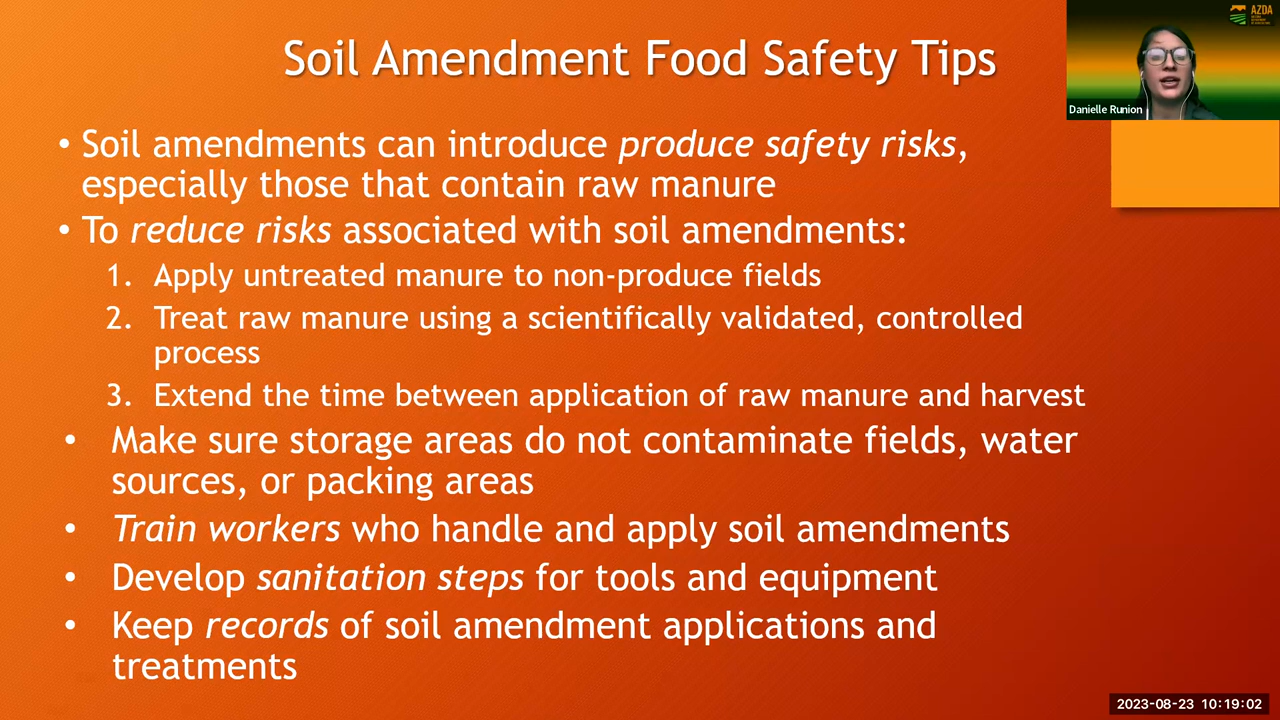 Soil Amendment Food Safety Tips
AZDA
Danielle Runion
• Soil amendments can introduce produce safety risks,
especially those that contain raw manure
• To reduce risks associated with soil amendments:
1. Apply untreated manure to non-produce fields
2. Treat raw manure using a scientifically validated, controlled
process
3. Extend the time between application of raw manure and harvest
• Make sure storage areas do not contaminate fields, water
sources, or packing areas
• Train workers who handle and apply soil amendments
• Develop sanitation steps for tools and equipment
• Keep records of soil amendment applications and
treatments
2023-08-23 10:19:02